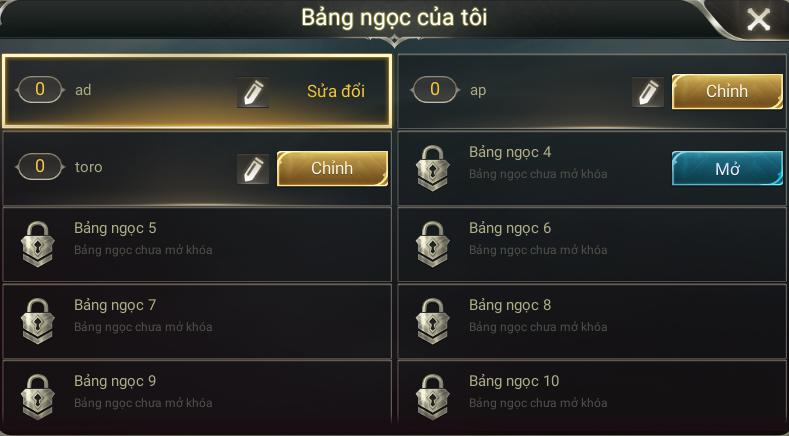 Bảng ngọc của tôi
0 ad Sửa đổi
0 ap Chỉnh
0 toro Chỉnh
Bảng ngọc 4
Bảng ngọc chưa mở khóa
Mở
Bảng ngọc 5
Bảng ngọc chưa mở khóa
Bảng ngọc 6
Bảng ngọc chưa mở khóa
Bảng ngọc 7
Bảng ngọc chưa mở khóa
Bảng ngọc 8
Bảng ngọc chưa mở khóa
Bảng ngọc 9
Bảng ngọc chưa mở khóa
Bảng ngọc 10
Bảng ngọc chưa mở khóa